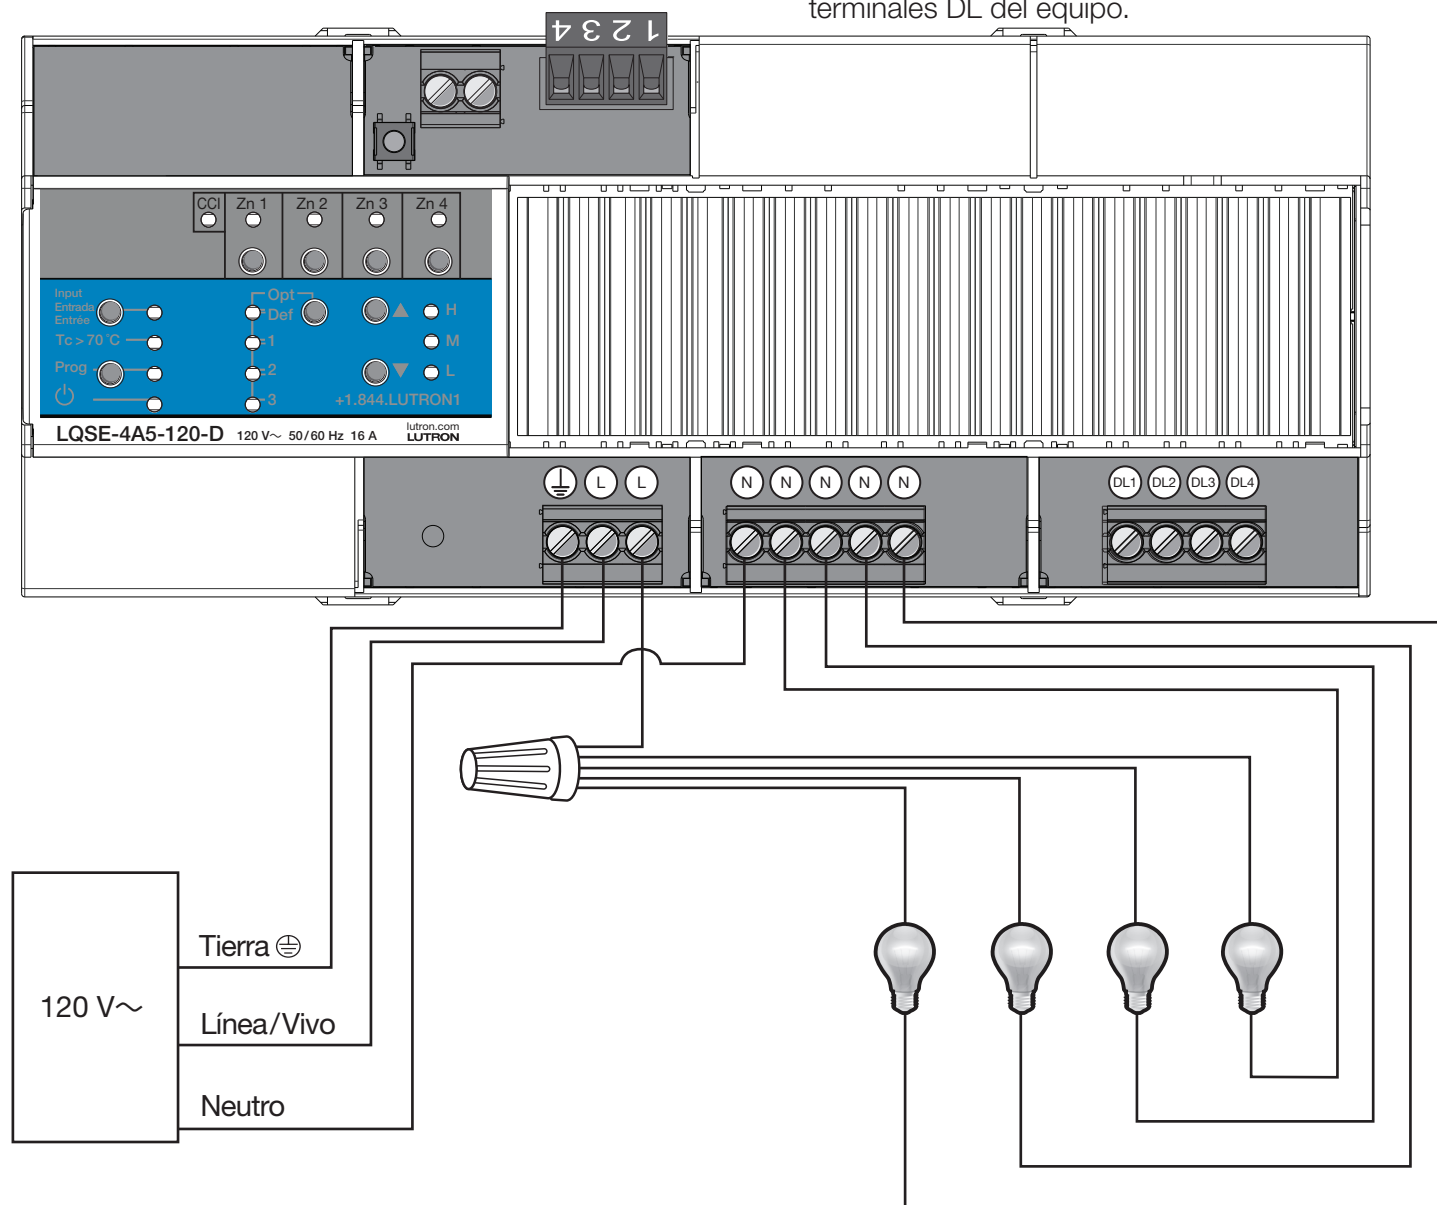 terminales DL del equipo.
4 3 2 1
CCI Zn 1 Zn 2 Zn 3 Zn 4
Input
Entrada
Entrée
Opt
Def
H
Tc > 70 °C
1
M
Prog
2
L
3
+1.844.LUTRON1
LQSE-4A5-120-D 120 V~ 50/60 Hz 16 A
lutron.com
LUTRON
L L N N N N N DL1 DL2 DL3 DL4
Tierra
120 V~
Línea/Vivo
Neutro